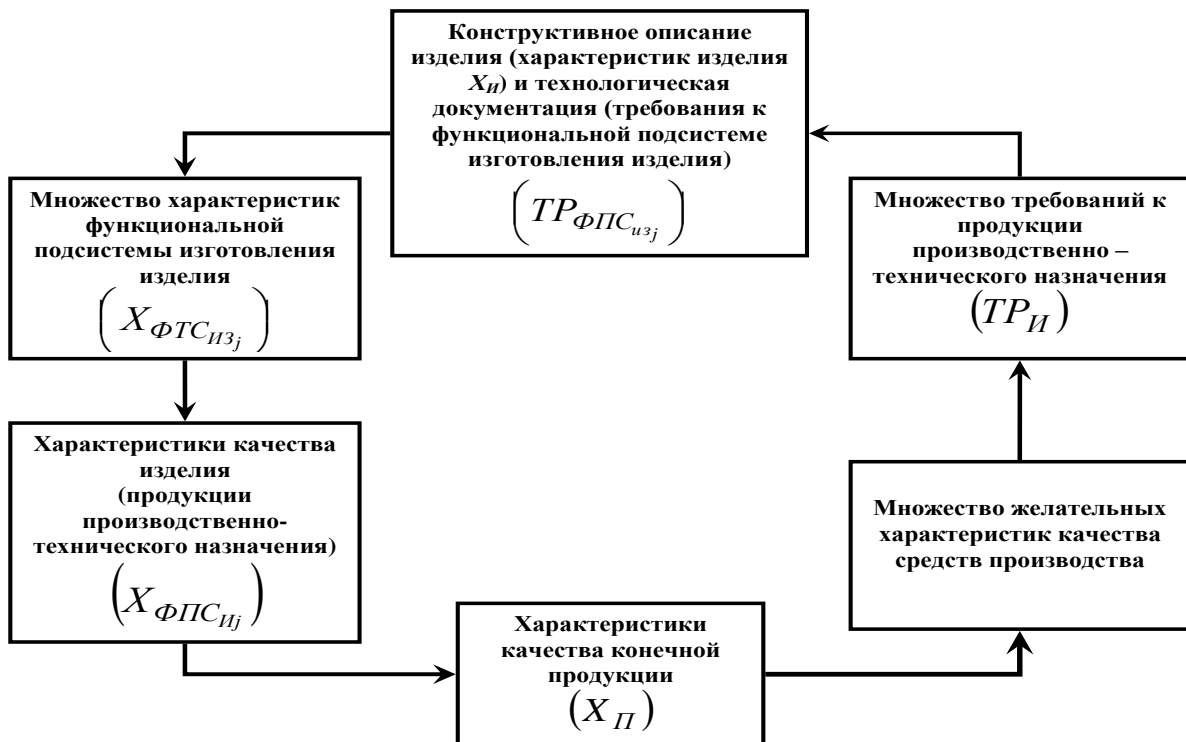 Конструктивное описание
изделия (характеристик изделия
XИ) и технологическая
документация (требования к
функциональной подсистеме
изготовления изделия)
(TPФПСизj)
Множество характеристик
функциональной
подсистемы изготовления
изделия
(XФТСИЗj)
Множество требований к
продукции
производственно –
технического назначения
(TPИ)
Характеристики качества
изделия
(продукции
производственно-
технического назначения)
(XФПСИj)
Множество желательных
характеристик качества
средств производства
Характеристики
качества конечной
продукции
(XП)